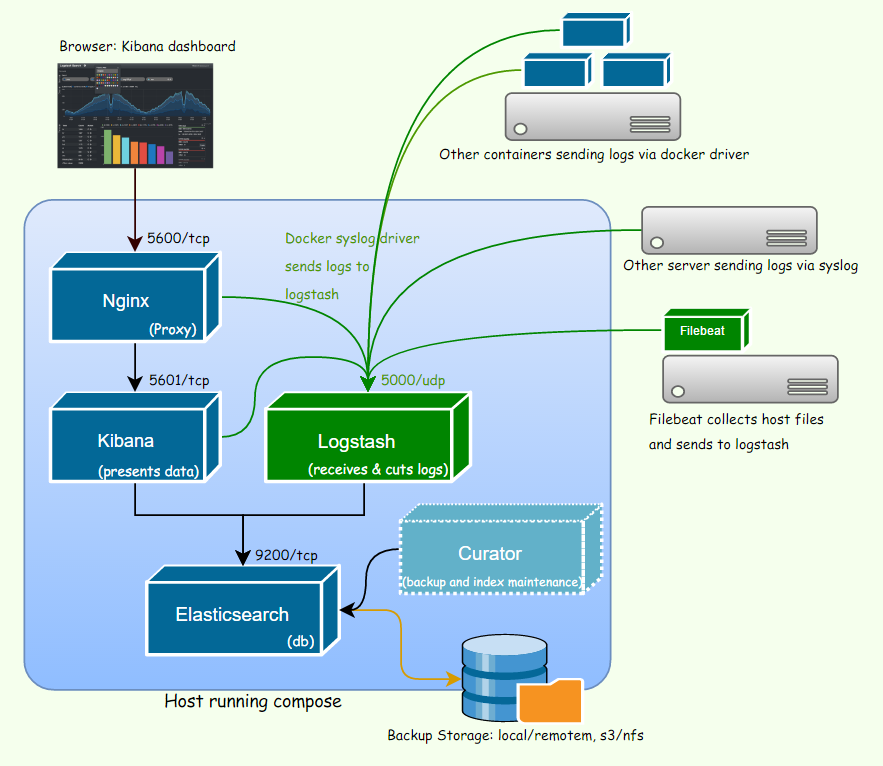 Browser: Kibana dashboard
Other containers sending logs via docker driver
5600/tcp
Docker syslog driver
sends logs to
logstash
Other server sending logs via syslog
Nginx
(Proxy)
Filebeat
5601/tcp
5000/udp
Filebeat collects host files
and sends to logstash
Kibana
(presents data)
Logstash
(receives & cuts logs)
9200/tcp
Curator
(backup and index maintenance)
Elasticsearch
(db)
Host running compose
Backup Storage: local/remotem, s3/nfs